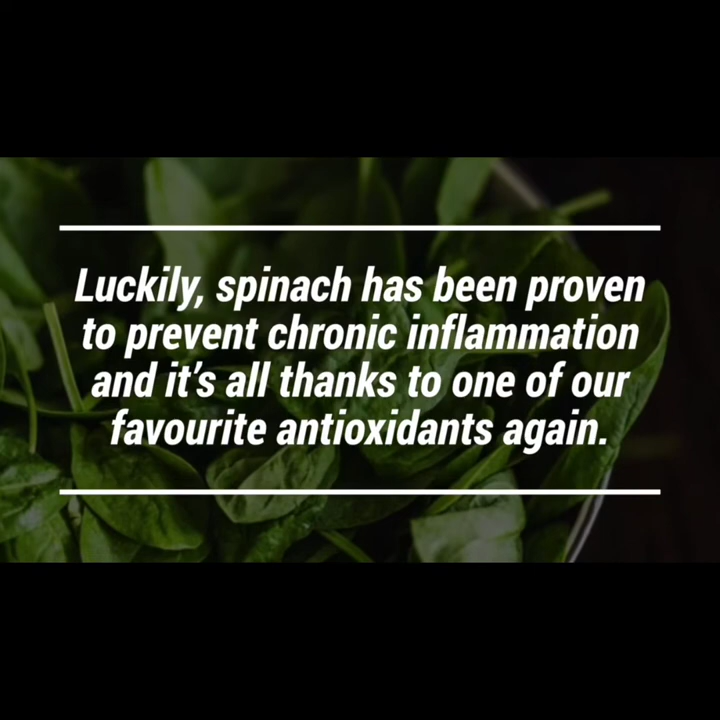 Luckily, spinach has been proven
to prevent chronic inflammation
and it's all thanks to one of our
favourite antioxidants again.